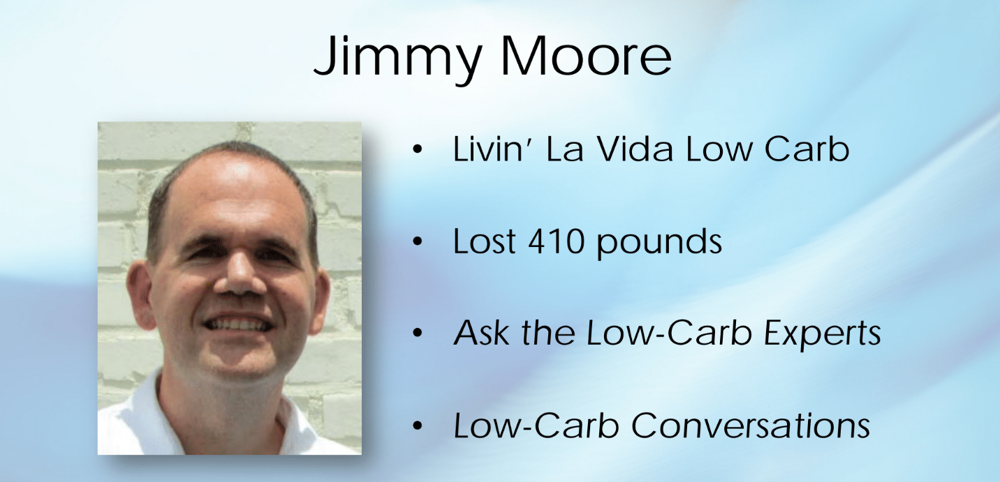 Jimmy Moore
• Livin’ La Vida Low Carb
• Lost 410 pounds
• Ask the Low-Carb Experts
• Low-Carb Conversations